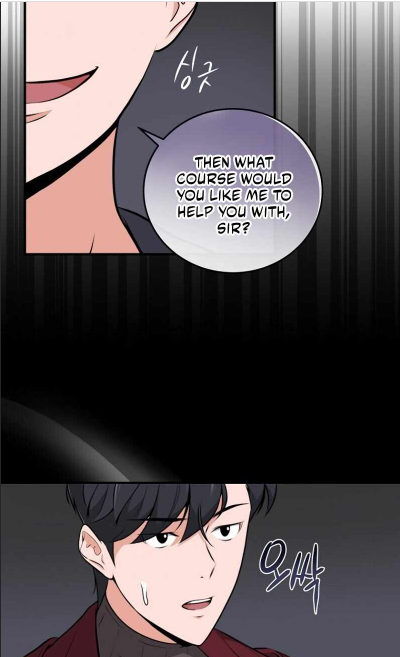 싱긋
THEN WHAT
COURSE WOULD
YOU LIKE ME TO
HELP YOU WITH,
SIR?
오싹